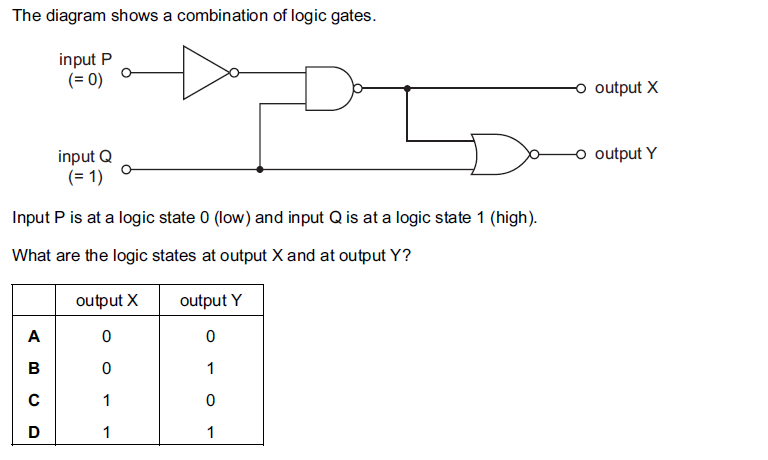 The diagram shows a combination of logic gates.
input P
(= 0)
output X
input Q
(= 1)
output Y
Input P is at a logic state 0 (low) and input Q is at a logic state 1 (high).
What are the logic states at output X and at output Y?
output X output Y
A 0 0
B 0 1
C 1 0
D 1 1